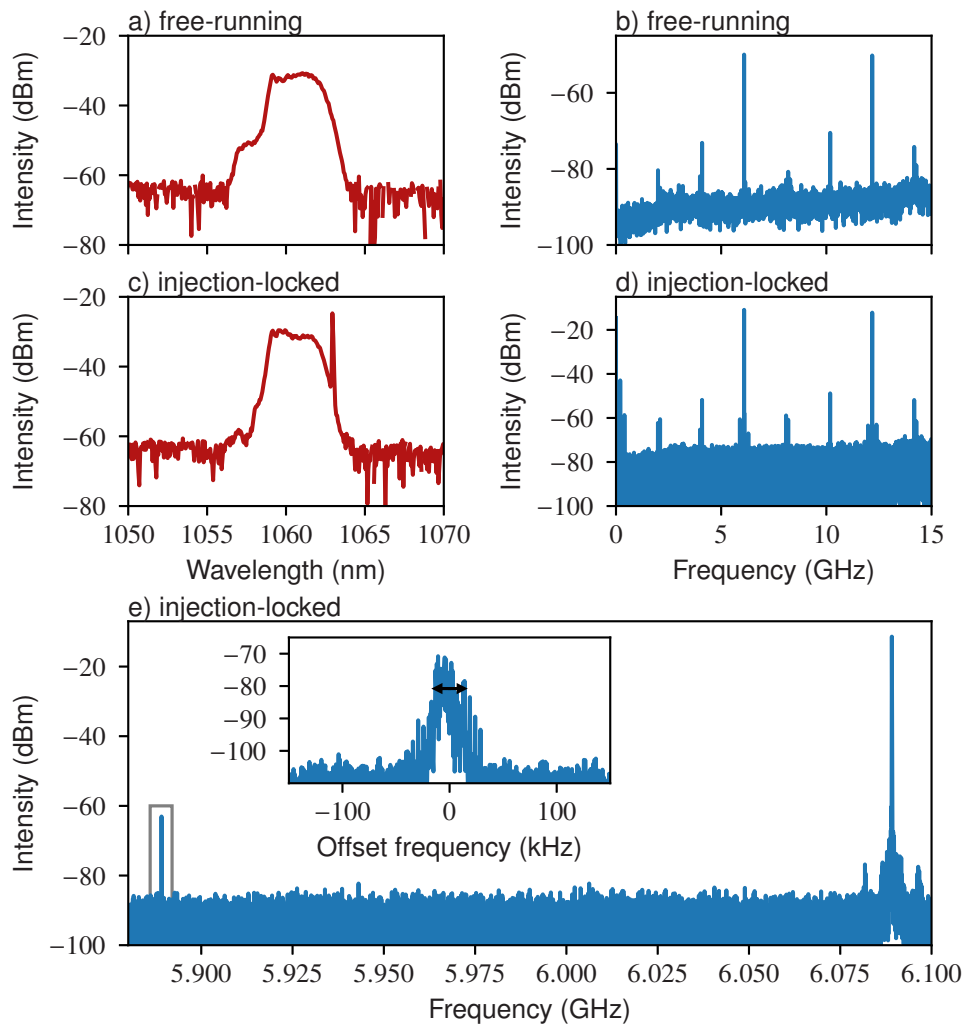 a) free-running
b) free-running
Intensity (dBm)
−20
−40
−60
−80
Intensity (dBm)
−60
−80
−100
c) injection-locked
d) injection-locked
Intensity (dBm)
−20
−40
−60
−80
1050 1055 1060 1065 1070
Wavelength (nm)
Intensity (dBm)
−20
−40
−60
−80
−100
0 5 10 15
Frequency (GHz)
e) injection-locked
Intensity (dBm)
−20
−40
−60
−80
−100
−70
−80
−90
−100
−100 0 100
Offset frequency (kHz)
5.900 5.925 5.950 5.975 6.000 6.025 6.050 6.075 6.100
Frequency (GHz)